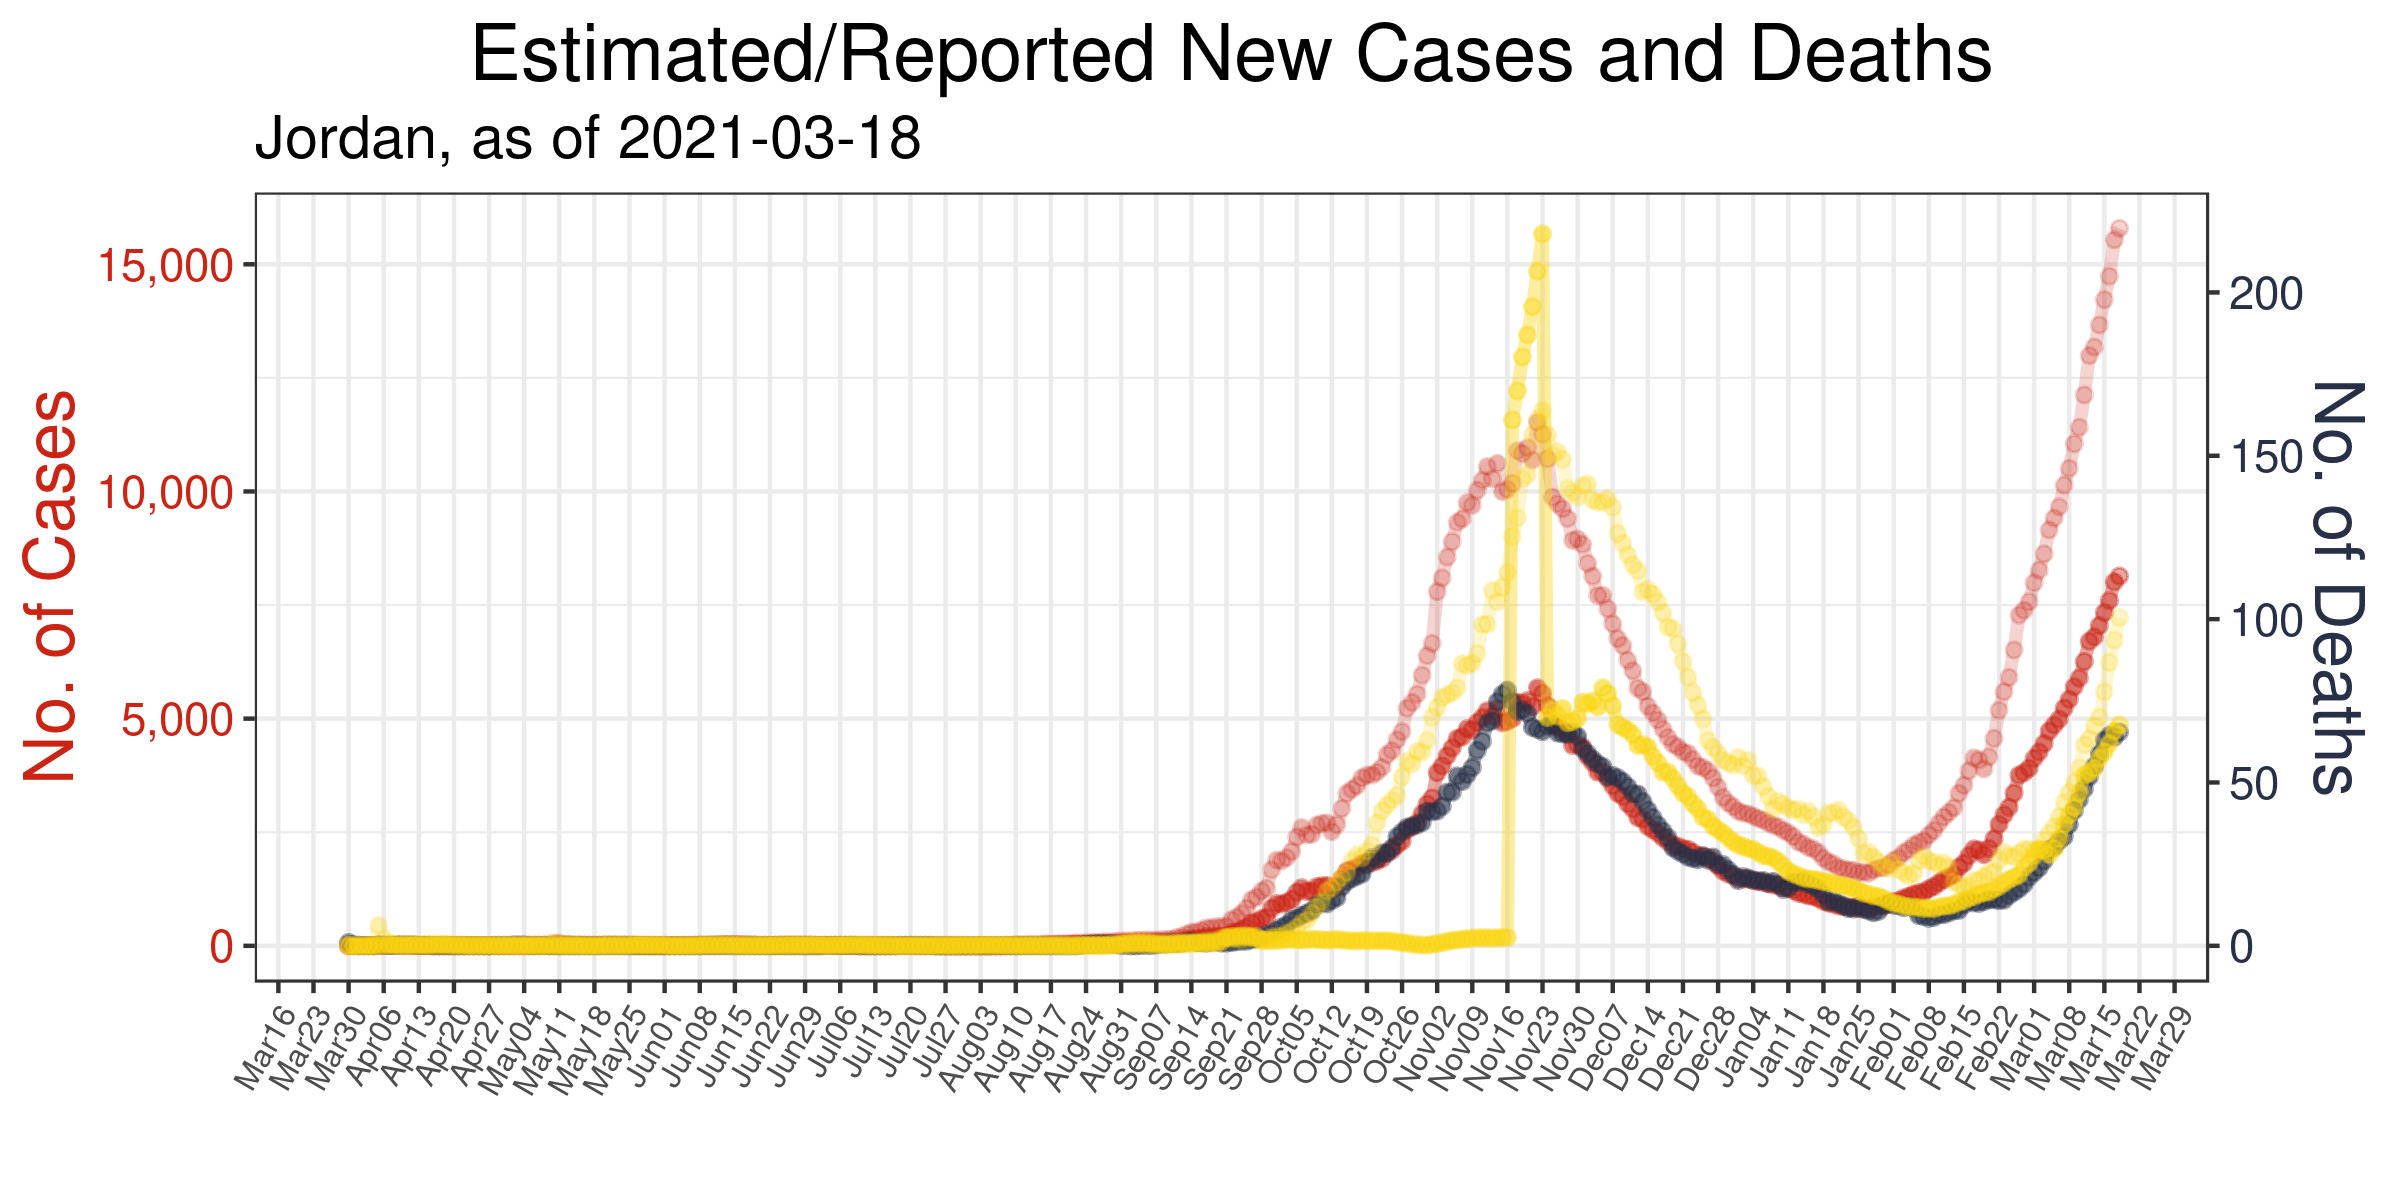 Estimated/Reported New Cases and Deaths
Jordan, as of 2021-03-18
No. of Cases
15,000
10,000
5,000
0
200
150
100
50
0
No. of Deaths
Mar16 Mar23 Mar30 Apr06 Apr13 Apr20 Apr27 May04 May11 May18 May25 Jun01 Jun08 Jun15 Jun22 Jun29 Jul06 Jul13 Jul20 Jul27 Aug03 Aug10 Aug17 Aug24 Aug31 Sep07 Sep14 Sep21 Sep28 Oct05 Oct12 Oct19 Oct26 Nov02 Nov09 Nov16 Nov23 Nov30 Dec07 Dec14 Dec21 Dec28 Jan04 Jan11 Jan18 Jan25 Feb01 Feb08 Feb15 Feb22 Mar01 Mar08 Mar15 Mar22 Mar29